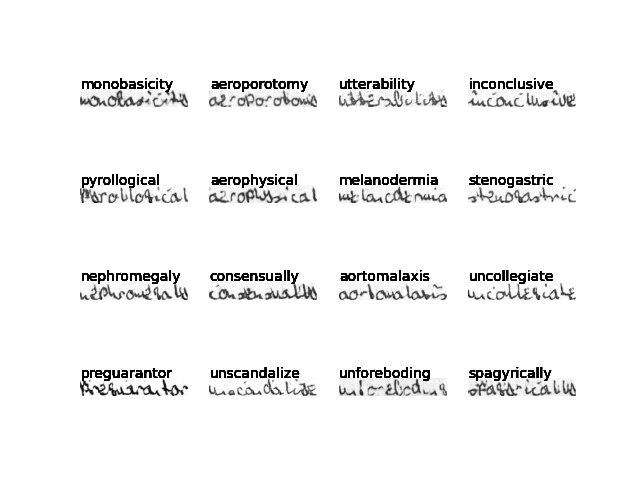 monobasicity aeroporotomy utterability inconclusive
monobasicity aeroporotomy utterability inconclusive
pyrollogical aerophysical melanodermia stenogastric
pyrollogical aerophysical melanodermia stenogastric
nephromegaly consensually aortomalaxis uncollegiate
nephromegaly consensually aortomalaxis uncollegiate
preguarantor unscandalize unforeboding spagyrically
preguarantor unscandalize unforeboding spagyrically